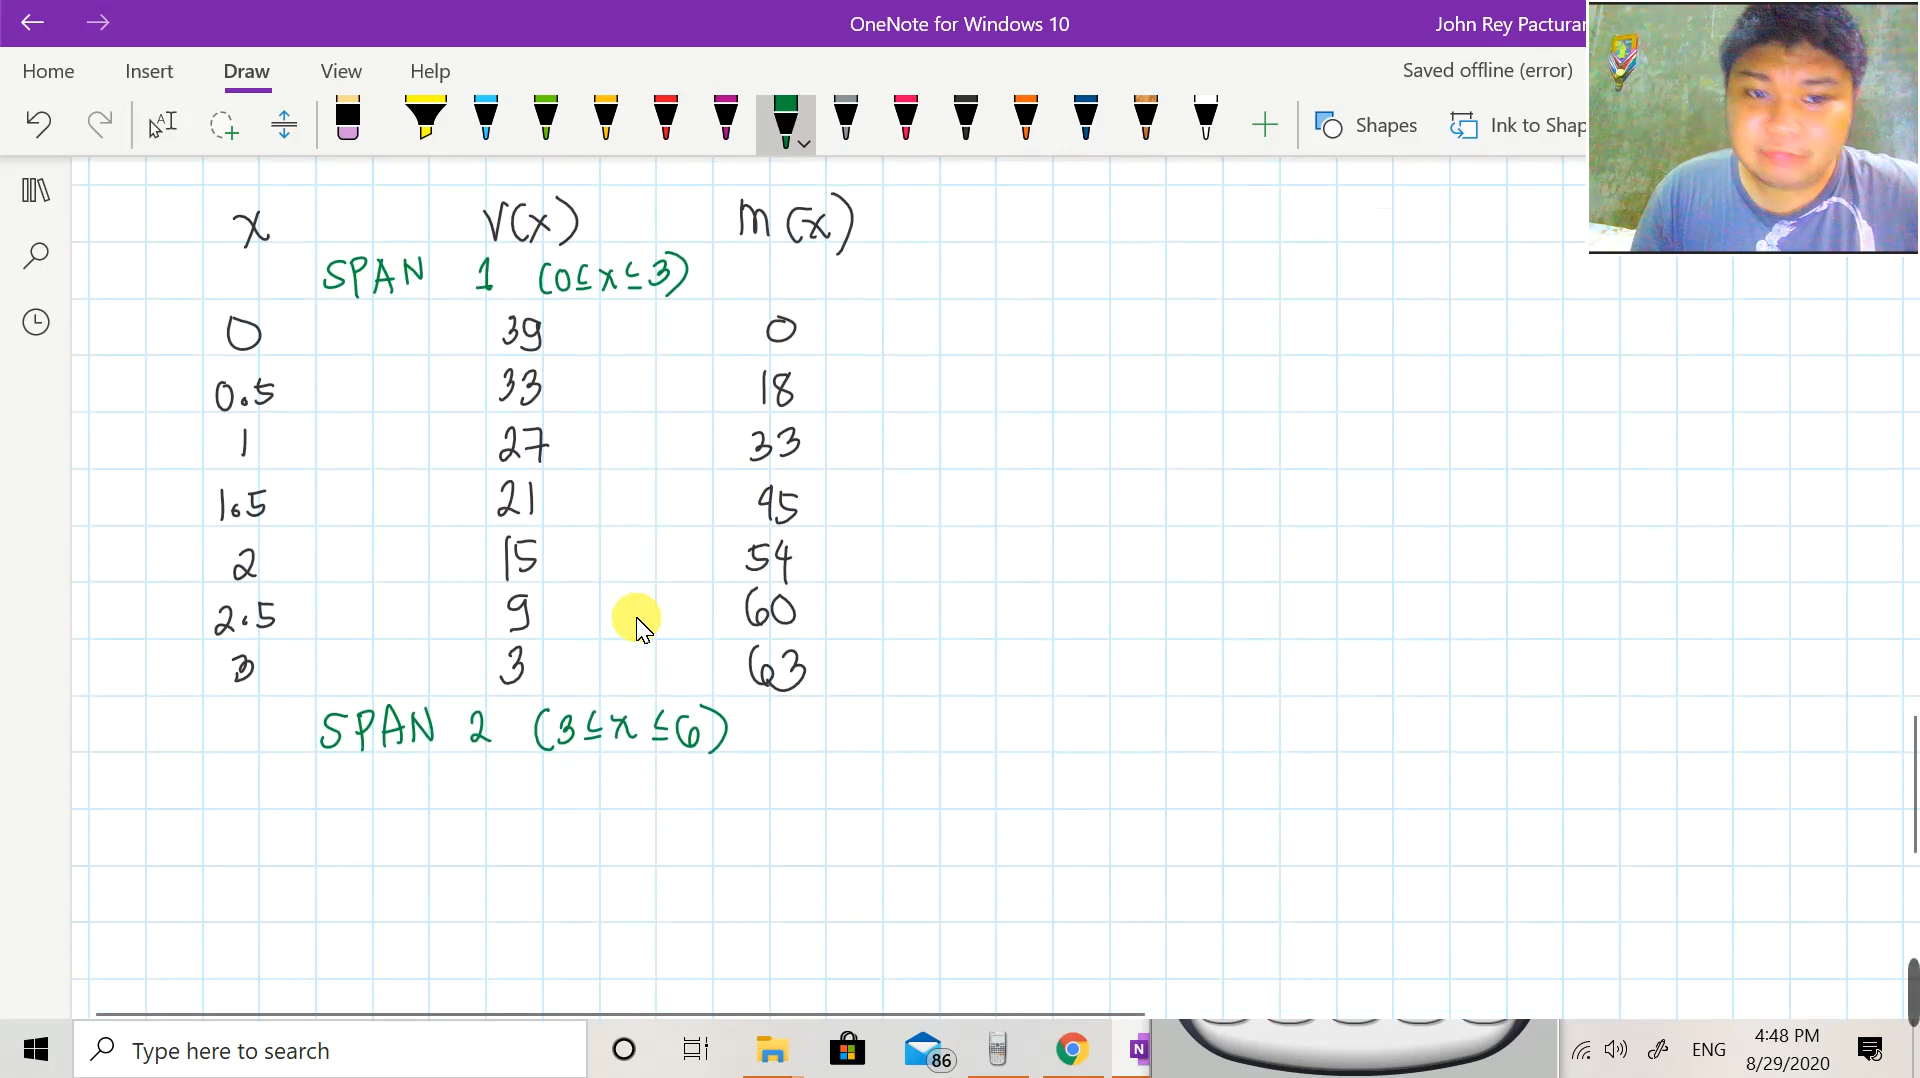 OneNote for Windows 10
John Rey Pacturan
Home Insert Draw View Help
Saved offline (error)
Shapes Ink to Shap
x V(x) M(x)
SPAN 1 (0≤x≤3)
0 39 0
0.5 33 18
1 27 33
1.5 21 45
2 15 54
2.5 9 60
3 3 63
SPAN 2 (3≤x≤6)
Type here to search
86
N
ENG
4:48 PM
8/29/2020